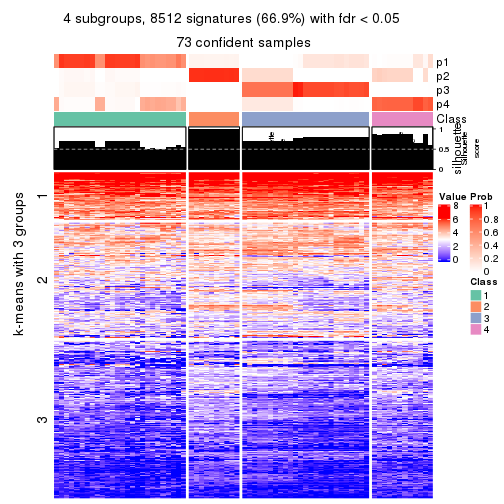 4 subgroups, 8512 signatures (66.9%) with fdr < 0.05
73 confident samples
p1
p2
p3
p4
Class
1
0.5
0
silhouette
Silhouette
score
k-means with 3 groups
1
2
3
Value
8
6
4
2
0
Prob
1
0.8
0.6
0.4
0.2
0
Class
1
2
3
4